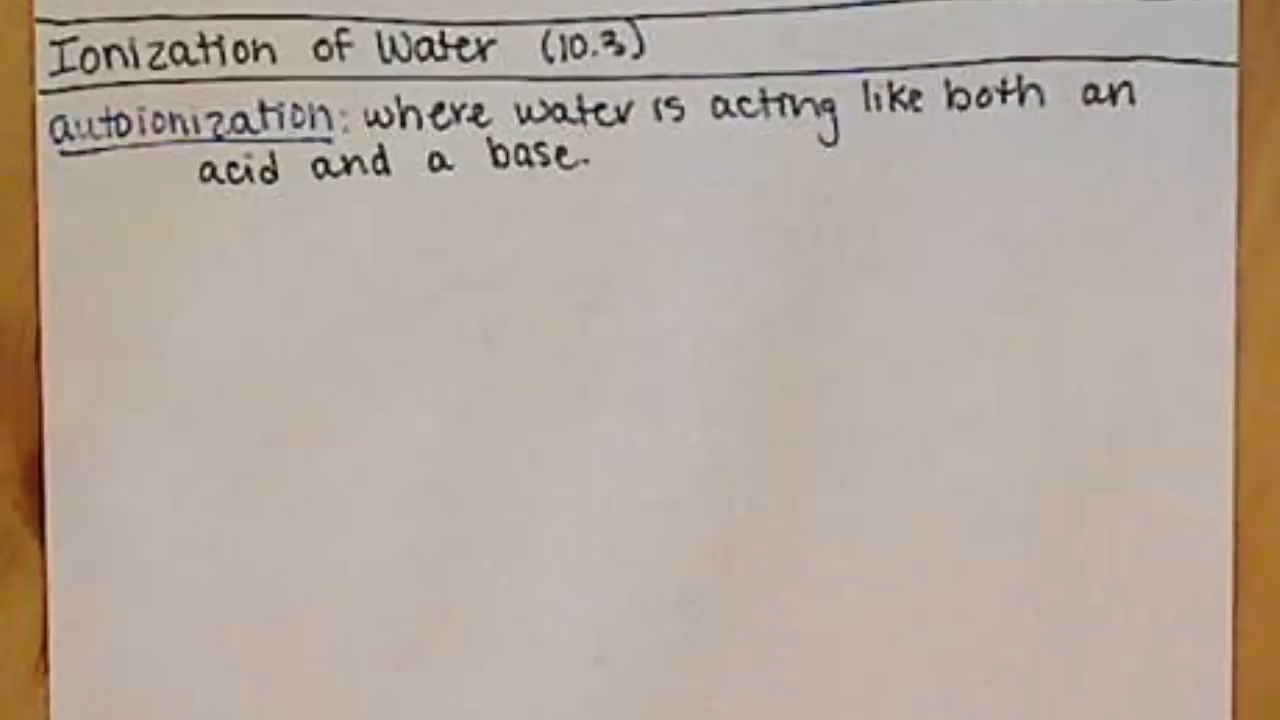 Ionization of Water (10.3)
autoionization: where water is acting like both an
acid and a base.